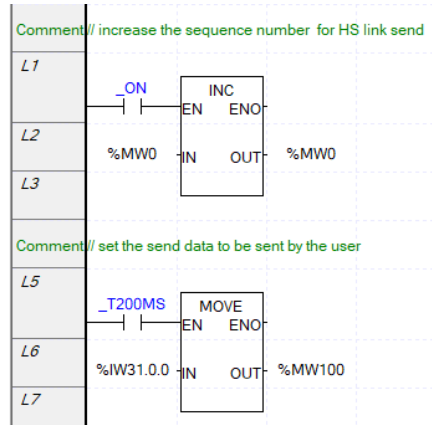 Comment // increase the sequence number for HS link send
L1
_ON
INC
EN ENO
L2
%MW0 IN OUT %MW0
L3
Comment // set the send data to be sent by the user
L5
_T200MS
MOVE
EN ENO
L6
%IW31.0.0 IN OUT %MW100
L7